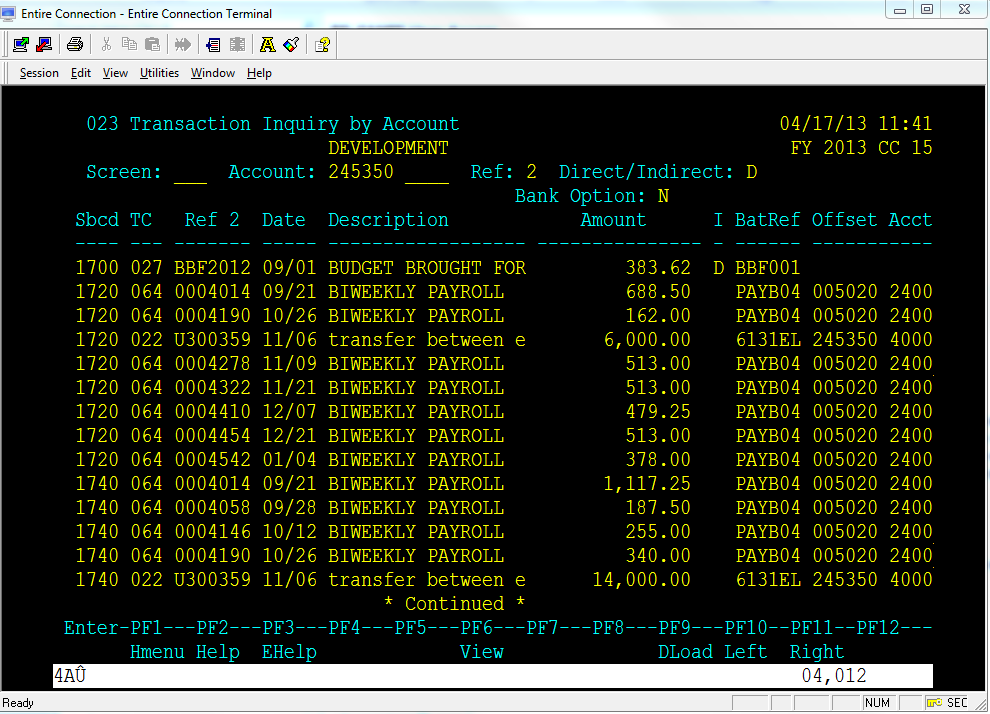 Entire Connection - Entire Connection Terminal
Session Edit View Utilities Window Help
023 Transaction Inquiry by Account 04/17/13 11:41
DEVELOPMENT FY 2013 CC 15
Screen: ___ Account: 245350 ____ Ref: 2 Direct/Indirect: D
Bank Option: N
Sbcd TC Ref 2 Date Description Amount I BatRef Offset Acct
---- --- ------- ----- ------------------ --------------- - ------ -----------
1700 027 BBF2012 09/01 BUDGET BROUGHT FOR 383.62 D BBF001
1720 064 0004014 09/21 BIWEEKLY PAYROLL 688.50 PAYB04 005020 2400
1720 064 0004190 10/26 BIWEEKLY PAYROLL 162.00 PAYB04 005020 2400
1720 022 U300359 11/06 transfer between e 6,000.00 6131EL 245350 4000
1720 064 0004278 11/09 BIWEEKLY PAYROLL 513.00 PAYB04 005020 2400
1720 064 0004322 11/21 BIWEEKLY PAYROLL 513.00 PAYB04 005020 2400
1720 064 0004410 12/07 BIWEEKLY PAYROLL 479.25 PAYB04 005020 2400
1720 064 0004454 12/21 BIWEEKLY PAYROLL 513.00 PAYB04 005020 2400
1720 064 0004542 01/04 BIWEEKLY PAYROLL 378.00 PAYB04 005020 2400
1740 064 0004014 09/21 BIWEEKLY PAYROLL 1,117.25 PAYB04 005020 2400
1740 064 0004058 09/28 BIWEEKLY PAYROLL 187.50 PAYB04 005020 2400
1740 064 0004146 10/12 BIWEEKLY PAYROLL 255.00 PAYB04 005020 2400
1740 064 0004190 10/26 BIWEEKLY PAYROLL 340.00 PAYB04 005020 2400
1740 022 U300359 11/06 transfer between e 14,000.00 6131EL 245350 4000
* Continued *
Enter-PF1---PF2---PF3---PF4---PF5---PF6---PF7---PF8---PF9---PF10--PF11--PF12---
Hmenu Help EHelp View DLoad Left Right
4AÛ 04,012
Ready NUM SEC